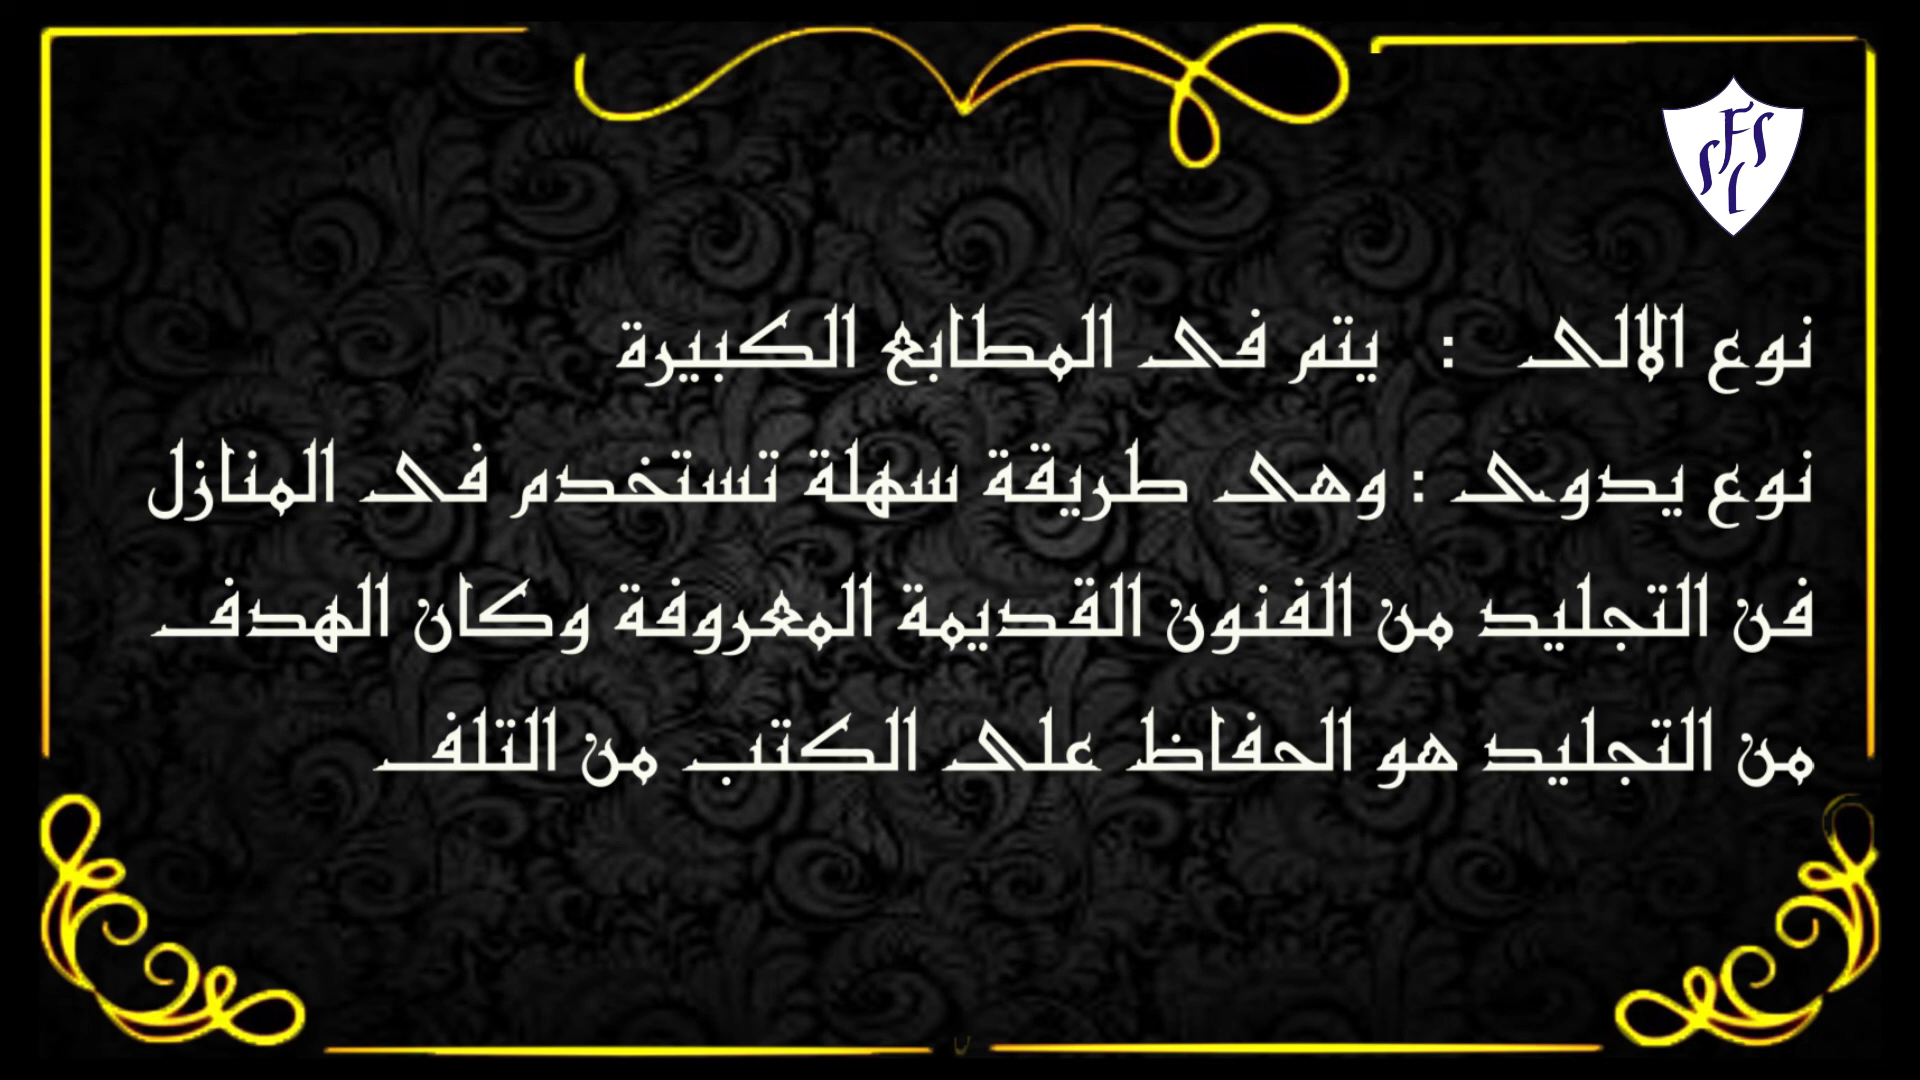 F S
S L
نوع الالى : يتم فى المطابع الكبيرة
نوع يدوى : وهى طريقة سهلة تستخدم فى المنازل
فن التجليد من الفنون القديمة المعروفة وكان الهدف
من التجليد هو الحفاظ على الكتب من التلف